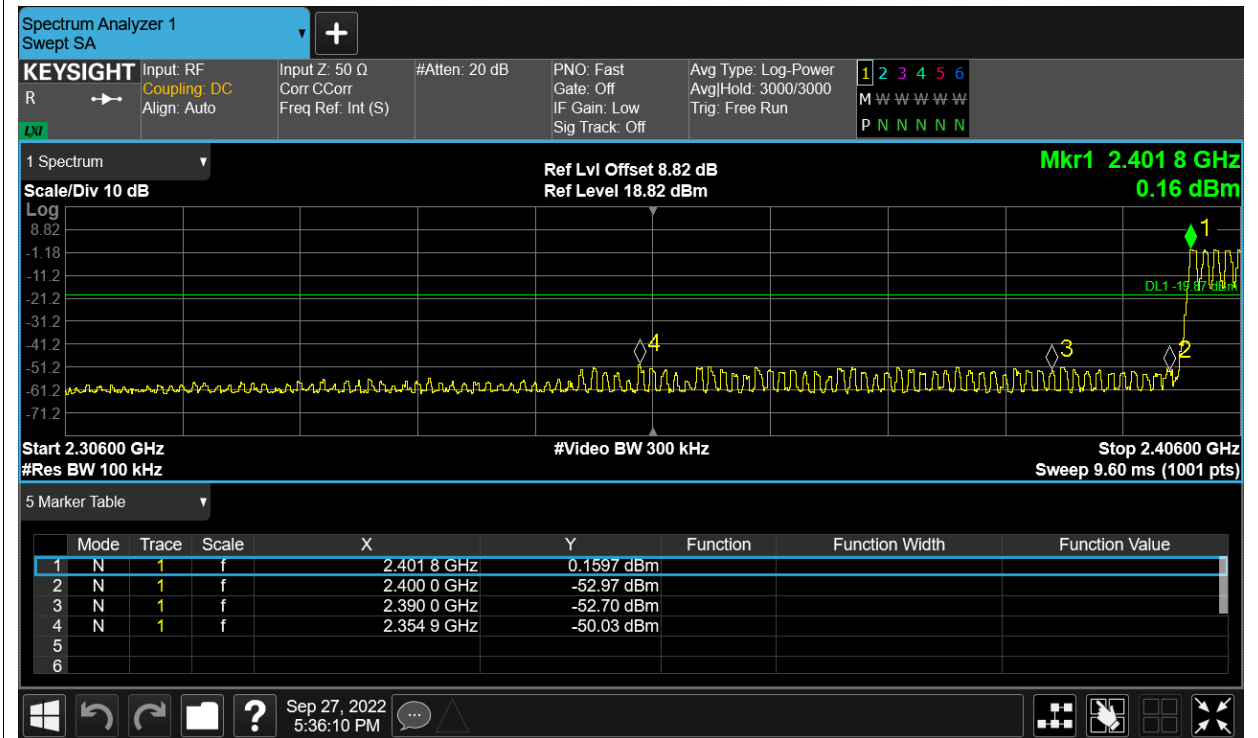 Spectrum Analyzer 1
Swept SA
KEYSIGHT
R
LXI
Input: RF
Coupling: DC
Align: Auto
Input Z: 50 Ω
Corr CCorr
Freq Ref: Int (S)
#Atten: 20 dB
PNO: Fast
Gate: Off
IF Gain: Low
Sig Track: Off
Avg Type: Log-Power
Avg|Hold: 3000/3000
Trig: Free Run
1 2 3 4 5 6
M W W W W W
P N N N N N
1 Spectrum
Scale/Div 10 dB
Ref Lvl Offset 8.82 dB
Ref Level 18.82 dBm
Mkr1 2.401 8 GHz
0.16 dBm
Log
8.82
-1.18
-11.2
-21.2
-31.2
-41.2
-51.2
-61.2
-71.2
1
DL1 -19.87 dBm
4
3
2
Start 2.30600 GHz
#Res BW 100 kHz
#Video BW 300 kHz
Stop 2.40600 GHz
Sweep 9.60 ms (1001 pts)
5 Marker Table
Mode Trace Scale X Y Function Function Width Function Value
1 N 1 f 2.401 8 GHz 0.1597 dBm
2 N 1 f 2.400 0 GHz -52.97 dBm
3 N 1 f 2.390 0 GHz -52.70 dBm
4 N 1 f 2.354 9 GHz -50.03 dBm
5
6
?
Sep 27, 2022
5:36:10 PM